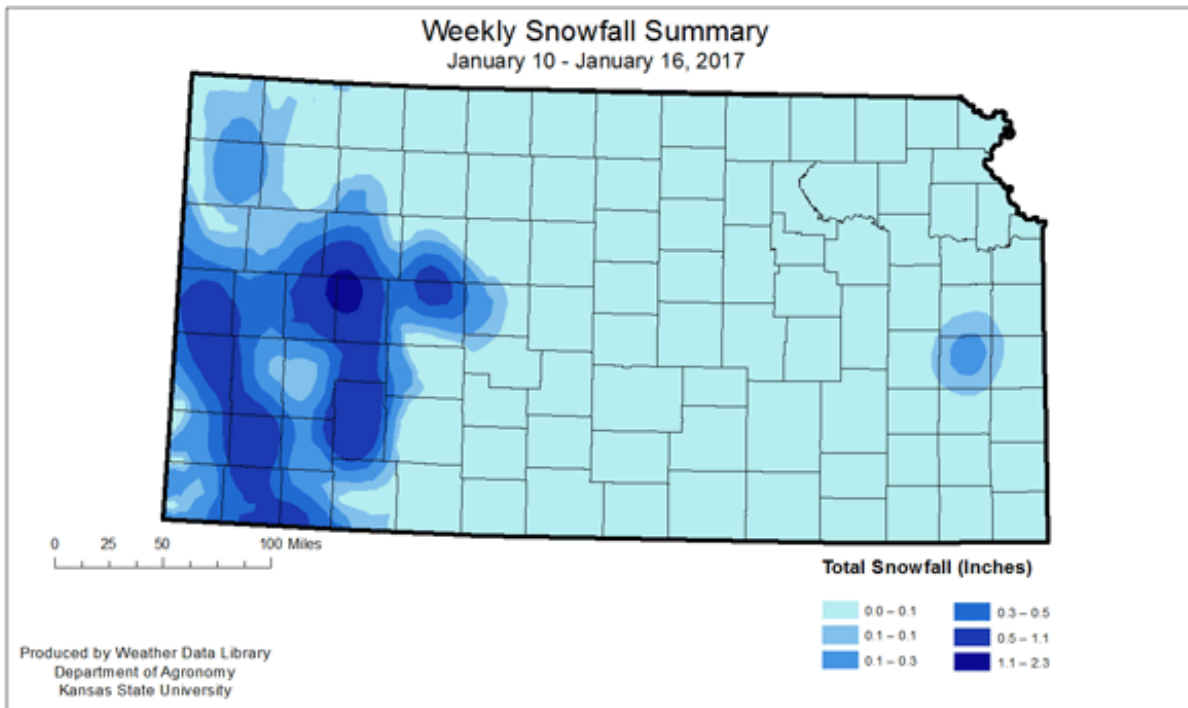 Weekly Snowfall Summary
January 10 - January 16, 2017
0 25 50 100 Miles
Total Snowfall (Inches)
0.0 – 0.1
0.3 – 0.5
0.1 – 0.1
0.5 – 1.1
0.1 – 0.3
1.1 – 2.3
Produced by Weather Data Library
Department of Agronomy
Kansas State University